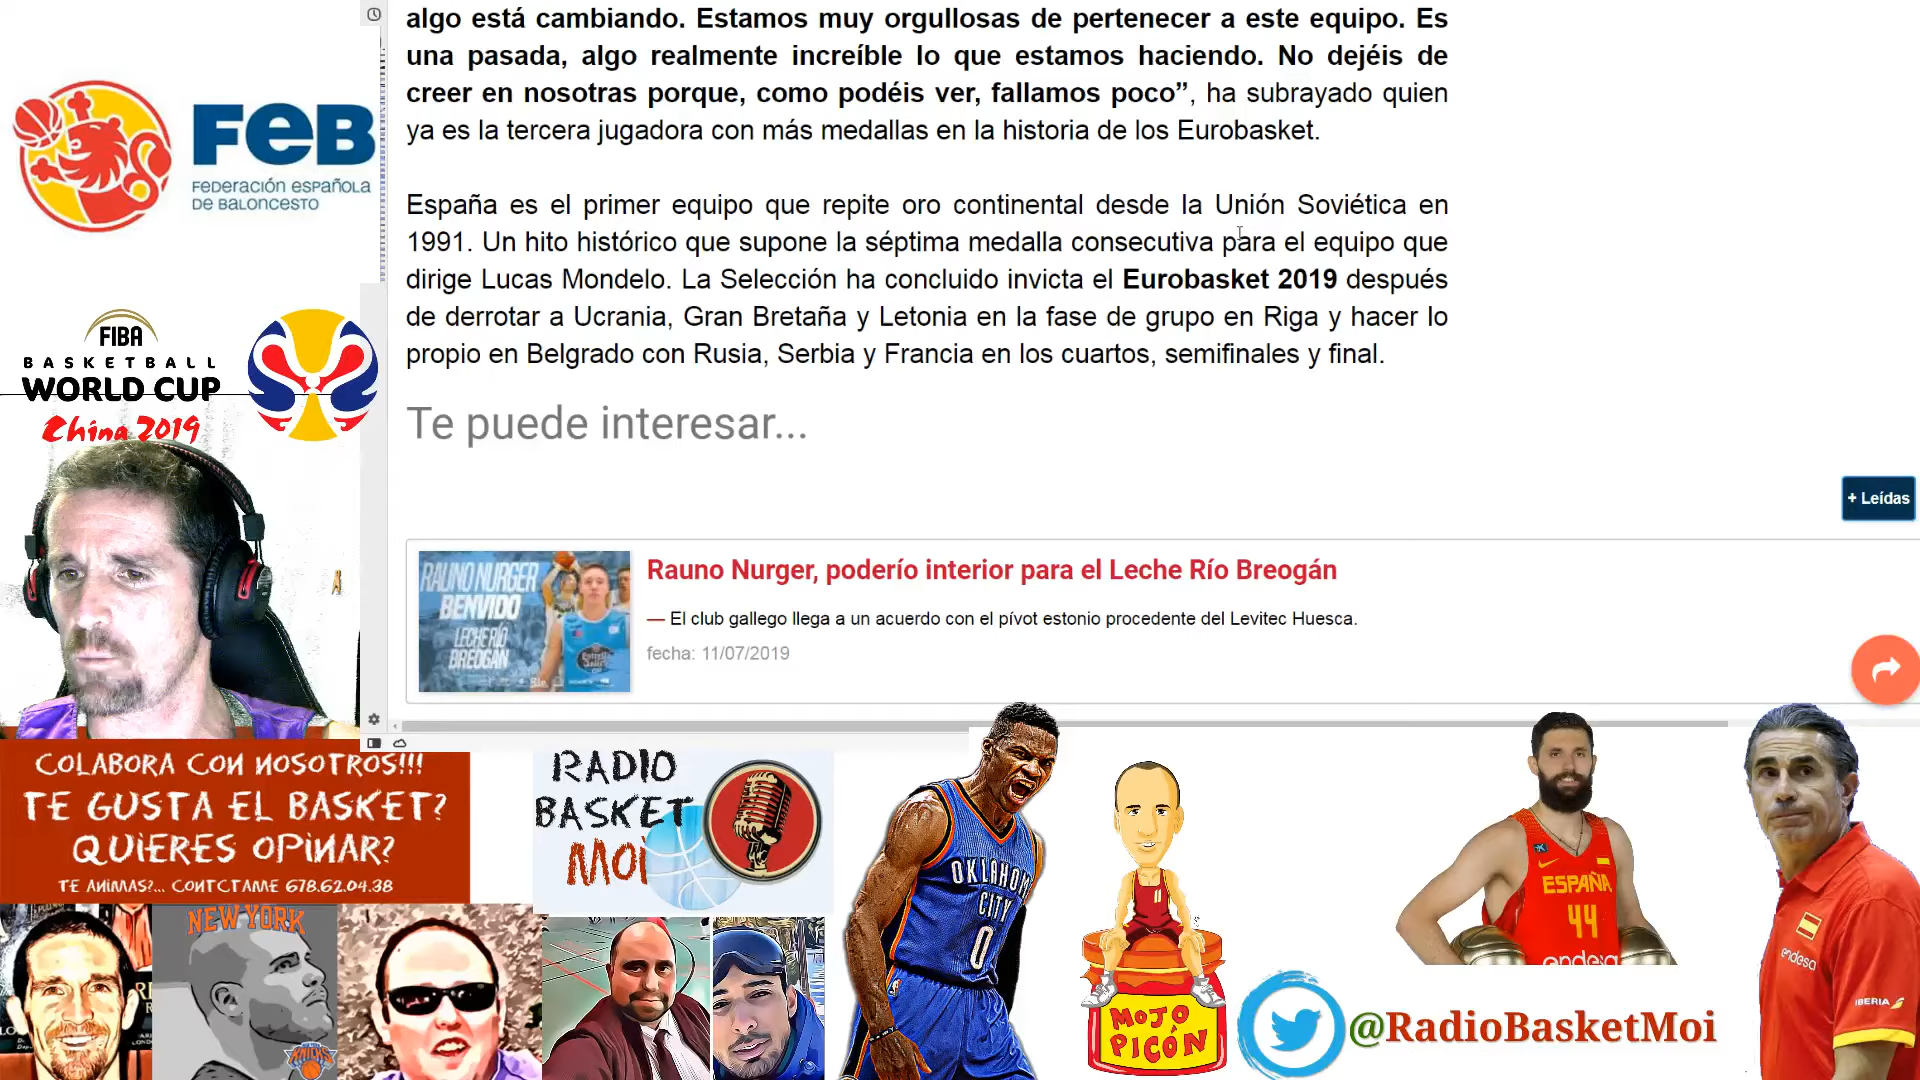 algo está cambiando. Estamos muy orgullosas de pertenecer a este equipo. Es
una pasada, algo realmente increíble lo que estamos haciendo. No dejéis de
creer en nosotras porque, como podéis ver, fallamos poco”, ha subrayado quien
ya es la tercera jugadora con más medallas en la historia de los Eurobasket.
España es el primer equipo que repite oro continental desde la Unión Soviética en
1991. Un hito histórico que supone la séptima medalla consecutiva para el equipo que
dirige Lucas Mondelo. La Selección ha concluido invicta el Eurobasket 2019 después
de derrotar a Ucrania, Gran Bretaña y Letonia en la fase de grupo en Riga y hacer lo
propio en Belgrado con Rusia, Serbia y Francia en los cuartos, semifinales y final.
Te puede interesar...
+ Leídas
Rauno Nurger, poderío interior para el Leche Río Breogán
— El club gallego llega a un acuerdo con el pívot estonio procedente del Levitec Huesca.
fecha: 11/07/2019
RAUNO NURGER
BENVIDO
LECHE RÍO
BREOGÁN
FeB
FEDERACIÓN ESPAÑOLA
DE BALONCESTO
FIBA
BASKETBALL
WORLD CUP
China 2019
COLABORA CON NOSOTROS!!!
TE GUSTA EL BASKET?
QUIERES OPINAR?
TE ANIMAS?... CONTCTAME 678.62.04.38
RADIO
BASKET
MOI
NEW YORK
KNICKS
OKLAHOM
CITY
0
11
MOJO
PICÓN
ESPAÑA
44
endesa
endesa
IBERIA
@RadioBasketMoi